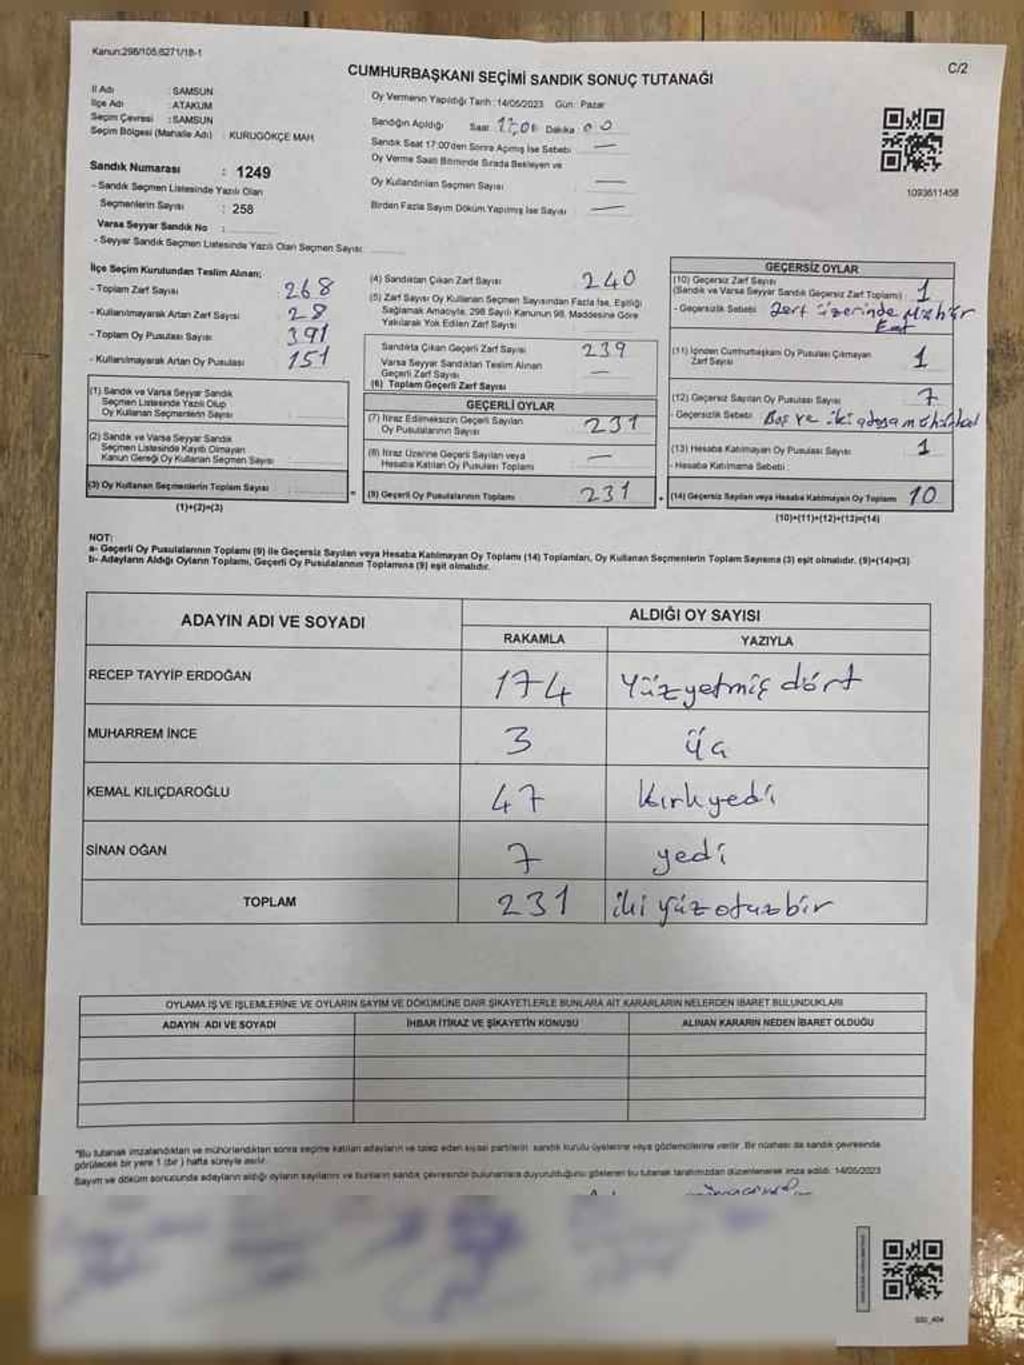 Kanun:298/105,6271/18-1
C/2
CUMHURBAŞKANI SEÇİMİ SANDIK SONUÇ TUTANAĞI
İl Adı : SAMSUN
İlçe Adı : ATAKUM
Seçim Çevresi : SAMSUN
Seçim Bölgesi (Mahalle Adı) : KURUGÖKÇE MAH
Sandık Numarası : 1249
- Sandık Seçmen Listesinde Yazılı Olan
Seçmenlerin Sayısı : 258
Varsa Seyyar Sandık No :
- Seyyar Sandık Seçmen Listesinde Yazılı Olan Seçmen Sayısı:
Oy Vermenin Yapıldığı Tarih :14/05/2023 Gün: Pazar
Sandığın Açıldığı Saat Dakika 00
Sandık Saat 17:00'den Sonra Açılmış İse Sebebi —
Oy Verme Saati Bitiminde Sırada Bekleyen ve
Oy Kullandırılan Seçmen Sayısı —
Birden Fazla Sayım Döküm Yapılmış İse Sayısı —
1093611458
İlçe Seçim Kurulundan Teslim Alınan;
- Toplam Zarf Sayısı 268
- Kullanılmayarak Artan Zarf Sayısı 28
- Toplam Oy Pusulası Sayısı 391
- Kullanılmayarak Artan Oy Pusulası 151
(1) Sandık ve Varsa Seyyar Sandık
Seçmen Listesinde Yazılı Olup
Oy Kullanan Seçmenlerin Sayısı
(2) Sandık ve Varsa Seyyar Sandık
Seçmen Listesinde Kayıtlı Olmayan
Kanun Gereği Oy Kullanan Seçmen Sayısı
(3) Oy Kullanan Seçmenlerin Toplam Sayısı
(1)+(2)=(3)
(4) Sandıktan Çıkan Zarf Sayısı 240
(5) Zarf Sayısı Oy Kullanan Seçmen Sayısından Fazla İse, Eşitliği
Sağlamak Amacıyla, 298 Sayılı Kanunun 98. Maddesine Göre
Yakılarak Yok Edilen Zarf Sayısı
Sandıkta Çıkan Geçerli Zarf Sayısı 239
Varsa Seyyar Sandıktan Teslim Alınan
Geçerli Zarf Sayısı —
(6) Toplam Geçerli Zarf Sayısı
GEÇERLİ OYLAR
(7) İtiraz Edilmeksizin Geçerli Sayılan
Oy Pusulalarının Sayısı 231
(8) İtiraz Üzerine Geçerli Sayılan veya
Hesaba Katılan Oy Pusulası Toplamı —
(9) Geçerli Oy Pusulalarının Toplamı 231
GEÇERSİZ OYLAR
(10) Geçersiz Zarf Sayısı
(Sandık ve Varsa Seyyar Sandık Geçersiz Zarf Toplamı) : 1
- Geçersizlik Sebebi : Zarf üzerinde Mühür
(11) İçinden Cumhurbaşkanı Oy Pusulası Çıkmayan
Zarf Sayısı 1
(12) Geçersiz Sayılan Oy Pusulası Sayısı 7
- Geçersizlik Sebebi : Boş ve iki adaya
(13) Hesaba Katılmayan Oy Pusulası Sayısı 1
- Hesaba Katılmama Sebebi :
(14) Geçersiz Sayılan veya Hesaba Katılmayan Oy Toplamı 10
(10)+(11)+(12)+(13)=(14)
NOT:
a- Geçerli Oy Pusulalarının Toplamı (9) ile Geçersiz Sayılan veya Hesaba Katılmayan Oy Toplamı (14) Toplamları, Oy Kullanan Seçmenlerin Toplam Sayısına (3) eşit olmalıdır. (9)+(14)=(3)
b- Adayların Aldığı Oyların Toplamı, Geçerli Oy Pusulalarının Toplamına (9) eşit olmalıdır.
ADAYIN ADI VE SOYADI
ALDIĞI OY SAYISI
RAKAMLA YAZIYLA
RECEP TAYYİP ERDOĞAN 174 Yüzyetmiş dört
MUHARREM İNCE 3 üç
KEMAL KILIÇDAROĞLU 47 Kırkyedi
SİNAN OĞAN 7 yedi
TOPLAM 231 iki yüz otuzbir
OYLAMA İŞ VE İŞLEMLERİNE VE OYLARIN SAYIM VE DÖKÜMÜNE DAİR ŞİKAYETLERLE BUNLARA AİT KARARLARIN NELERDEN İBARET BULUNDUKLARI
ADAYIN ADI VE SOYADI İHBAR İTİRAZ VE ŞİKAYETİN KONUSU ALINAN KARARIN NEDEN İBARET OLDUĞU
"Bu tutanak imzalandıktan ve mühürlendikten sonra seçime katılan adayların ve talep eden siyasi partilerin sandık kurulu üyelerine veya gözlemcilerine verilir. Bir nüshası da sandık çevresinde
görülecek bir yere 1 (bir) hafta süreyle asılır.
Sayım ve döküm sonucunda adayların aldığı oyların sayılarını ve bunların sandık çevresinde bulunanlara duyurulduğunu gösteren bu tutanak tarafımızdan düzenlenerek imza edildi. 14/05/2023